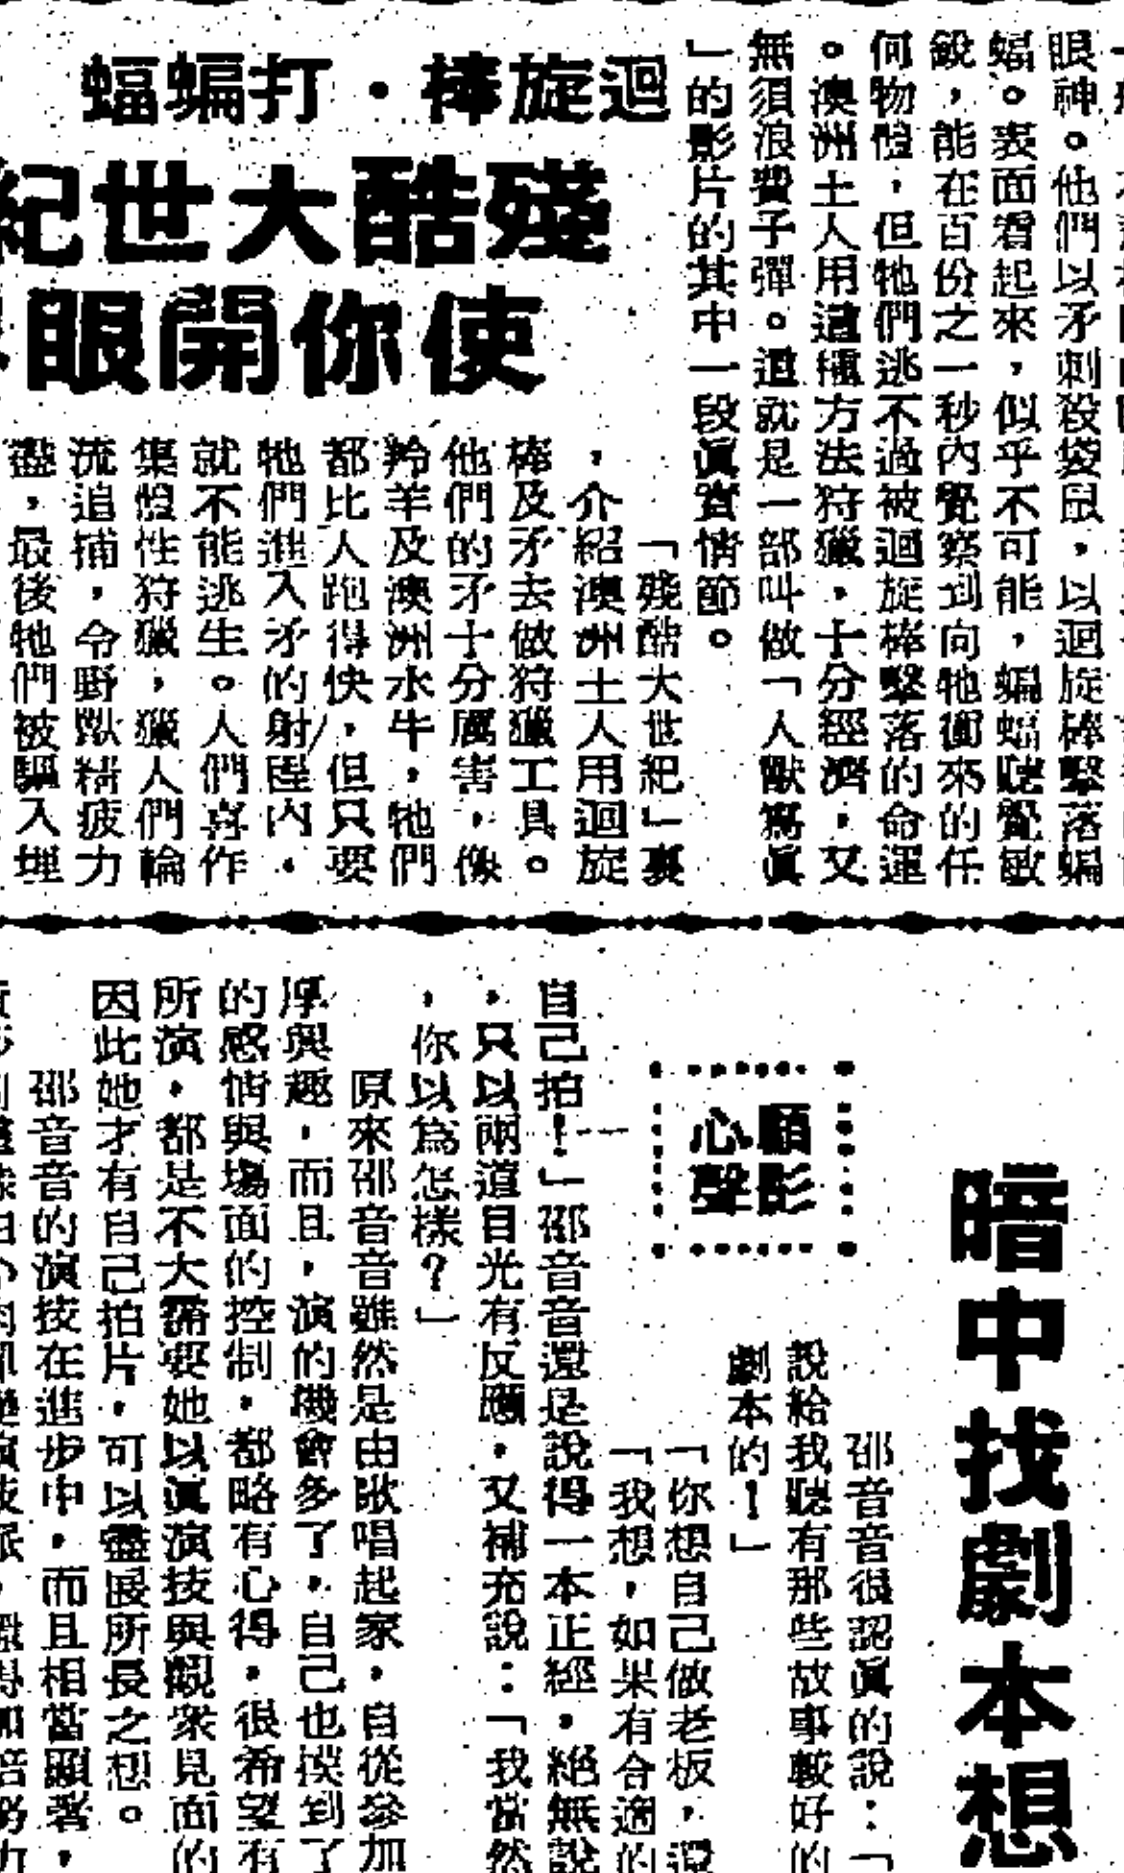 迴旋棒・打蝙蝠
殘酷大世紀
使你開眼
眼神。他們以矛刺殺袋鼠,以迴旋棒擊落蝙
蝠。表面看起來,似乎不可能,蝙蝠聽覺敏
銳,能在百份之一秒內覺察到向牠衝來的任
何物體,但牠們逃不過被迴旋棒擊落的命運
。澳洲土人用這種方法狩獵,十分經濟,又
無須浪費子彈。這就是一部叫做「人獸寫眞
」的影片的其中一段眞實情節。
「殘酷大世紀」裏
,介紹澳洲土人用迴旋
棒及矛去做狩獵工具。
他們的矛十分厲害,像
羚羊及澳洲水牛,牠們
都比人跑得快,但只要
牠們進入矛的射程內,
就不能逃生。人們喜作
集體性狩獵,獵人們輪
流追捕,令野獸精疲力
盡,最後牠們被驅入埋
暗中找劇本想
顧影
心聲
邵音音很認眞的說:「
說給我聽有那些故事較好的
劇本的!」
「你想自己做老板,還
「我想,如果有合適的
自己拍!」邵音音還是說得一本正經,絕無說
,只以兩道目光有反應,又補充說:「我當然
,你以為怎樣?」
原來邵音音雖然是由歌唱起家,自從參加
厚興趣,而且,演的機會多了,自己也摸到了
的感情與場面的控制,都略有心得,很希望有
所演,都是不大需要她以眞演技與觀衆見面的
因此她才有自己拍片,可以盡展所長之想。
邵音音的演技在進步中,而且相當顯著,